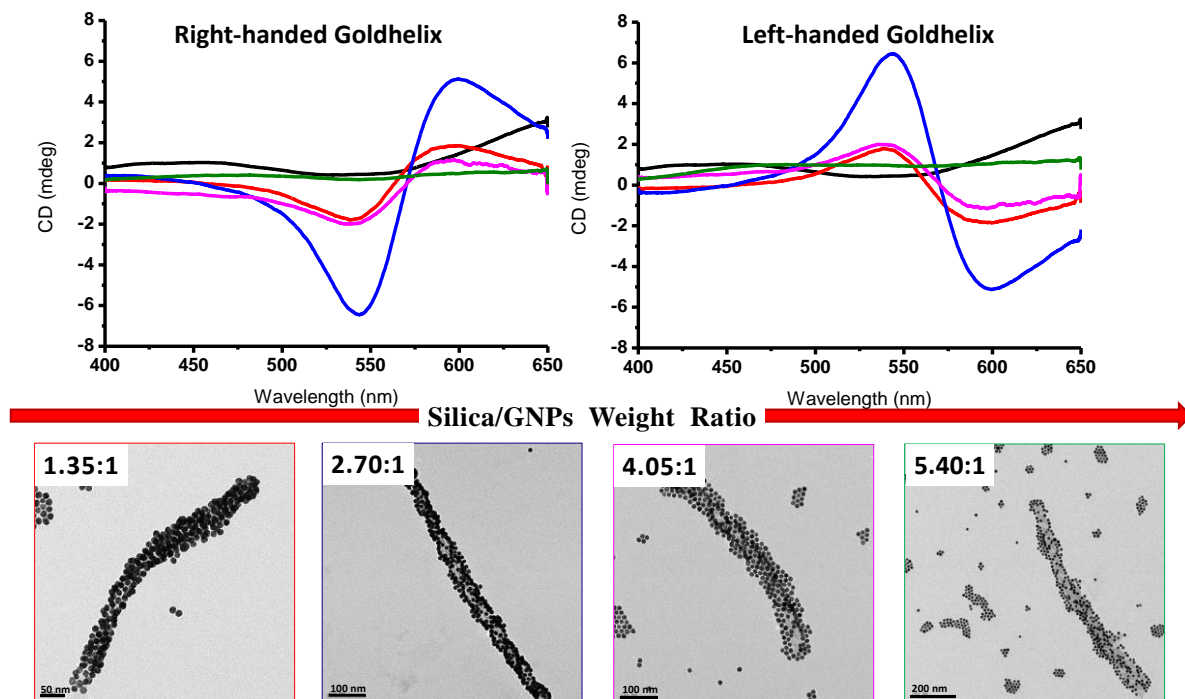 Right-handed Goldhelix
8
6
4
2
0
-2
-4
-6
-8
CD (mdeg)
400 450 500 550 600 650
Wavelength (nm)
Left-handed Goldhelix
8
6
4
2
0
-2
-4
-6
-8
CD (mdeg)
400 450 500 550 600 650
Wavelength (nm)
Silica/GNPs Weight Ratio
1.35:1
50 nm
2.70:1
100 nm
4.05:1
100 nm
5.40:1
200 nm